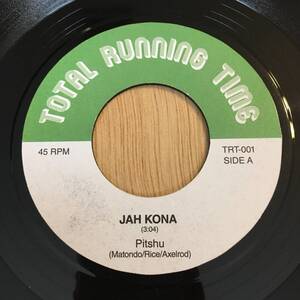 TOTAL RUNNING TIME
45 RPM
TRT-001
SIDE A
JAH KONA
(3:04)
Pitshu
(Matondo/Rice/Axelrod)